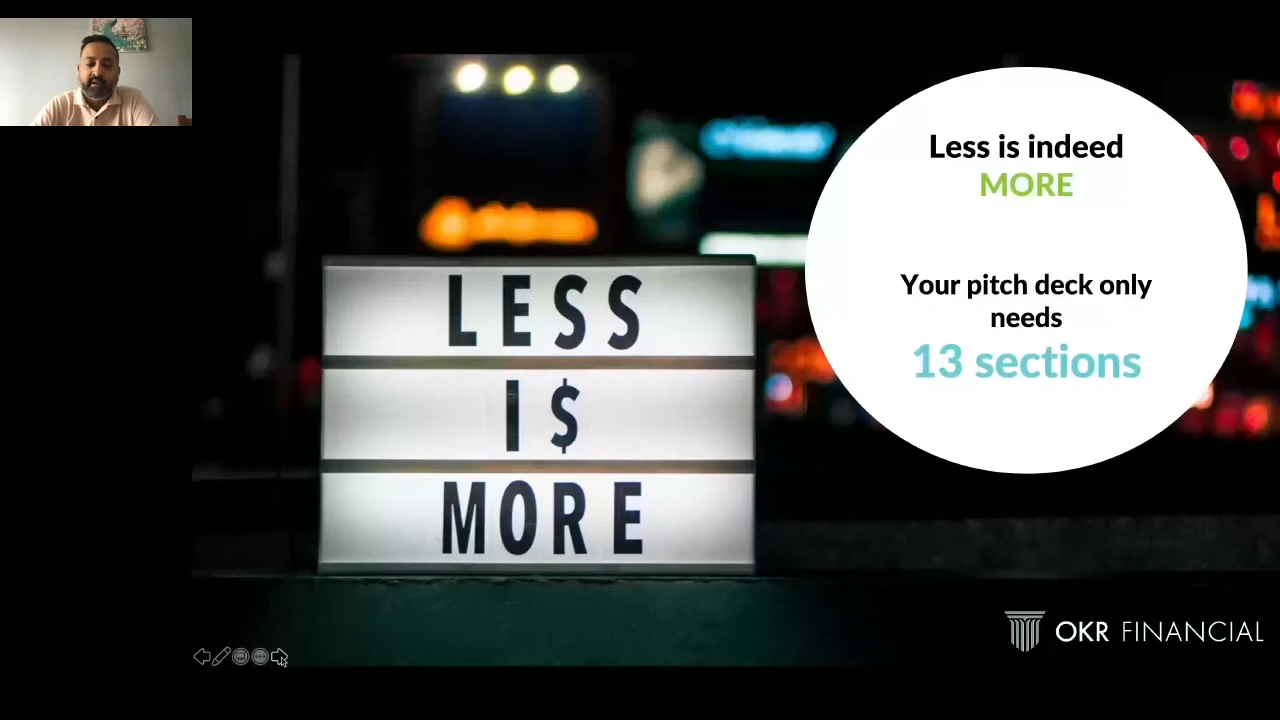 Less is indeed
MORE
Your pitch deck only
needs
13 sections
LESS
I$
MORE
OKR FINANCIAL